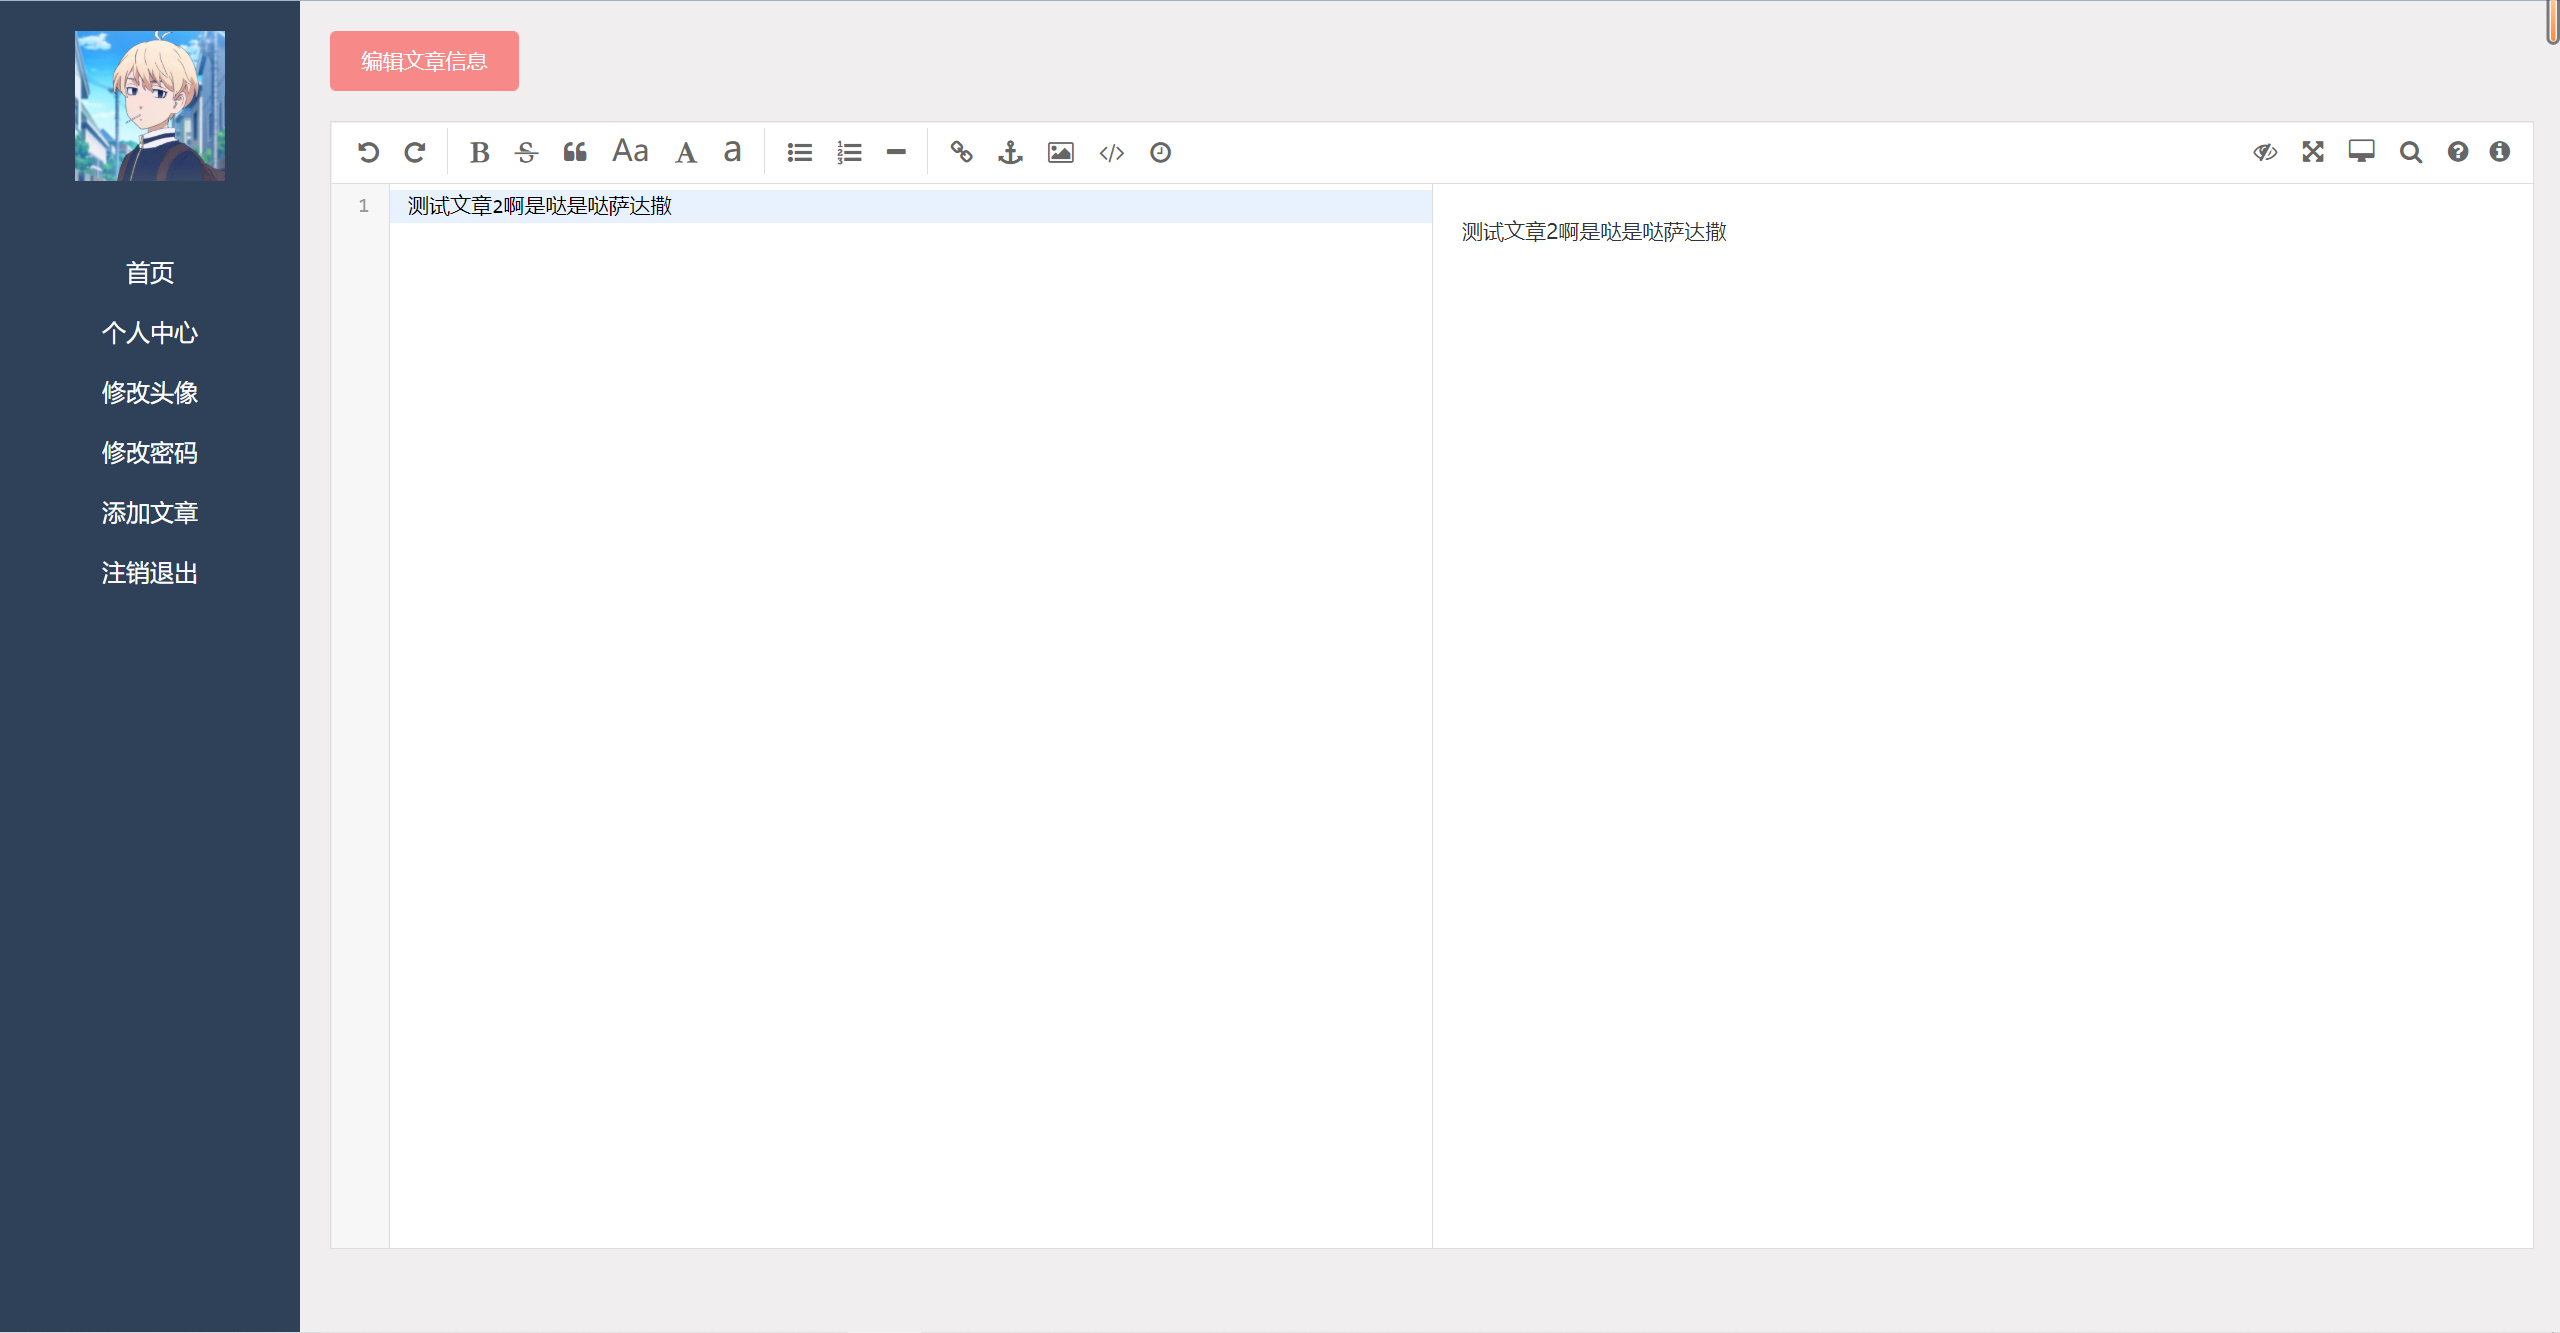 首页
个人中心
修改头像
修改密码
添加文章
注销退出
编辑文章信息
B S Aa A a
1 测试文章2啊是哒是哒萨达撒
测试文章2啊是哒是哒萨达撒